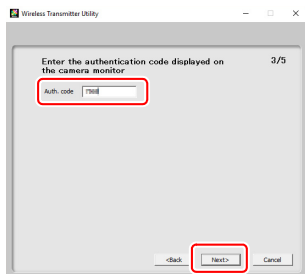 Wireless Transmitter Utility
Enter the authentication code displayed on
the camera monitor
3/5
Auth. code
<Back
Next>
Cancel